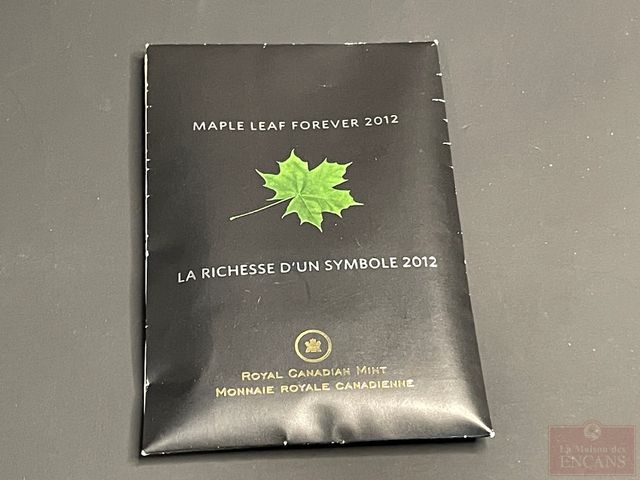 MAPLE LEAF FOREVER 2012
LA RICHESSE D'UN SYMBOLE 2012
ROYAL CANADIAN MINT
MONNAIE ROYALE CANADIENNE
La Maison des
ENCANS